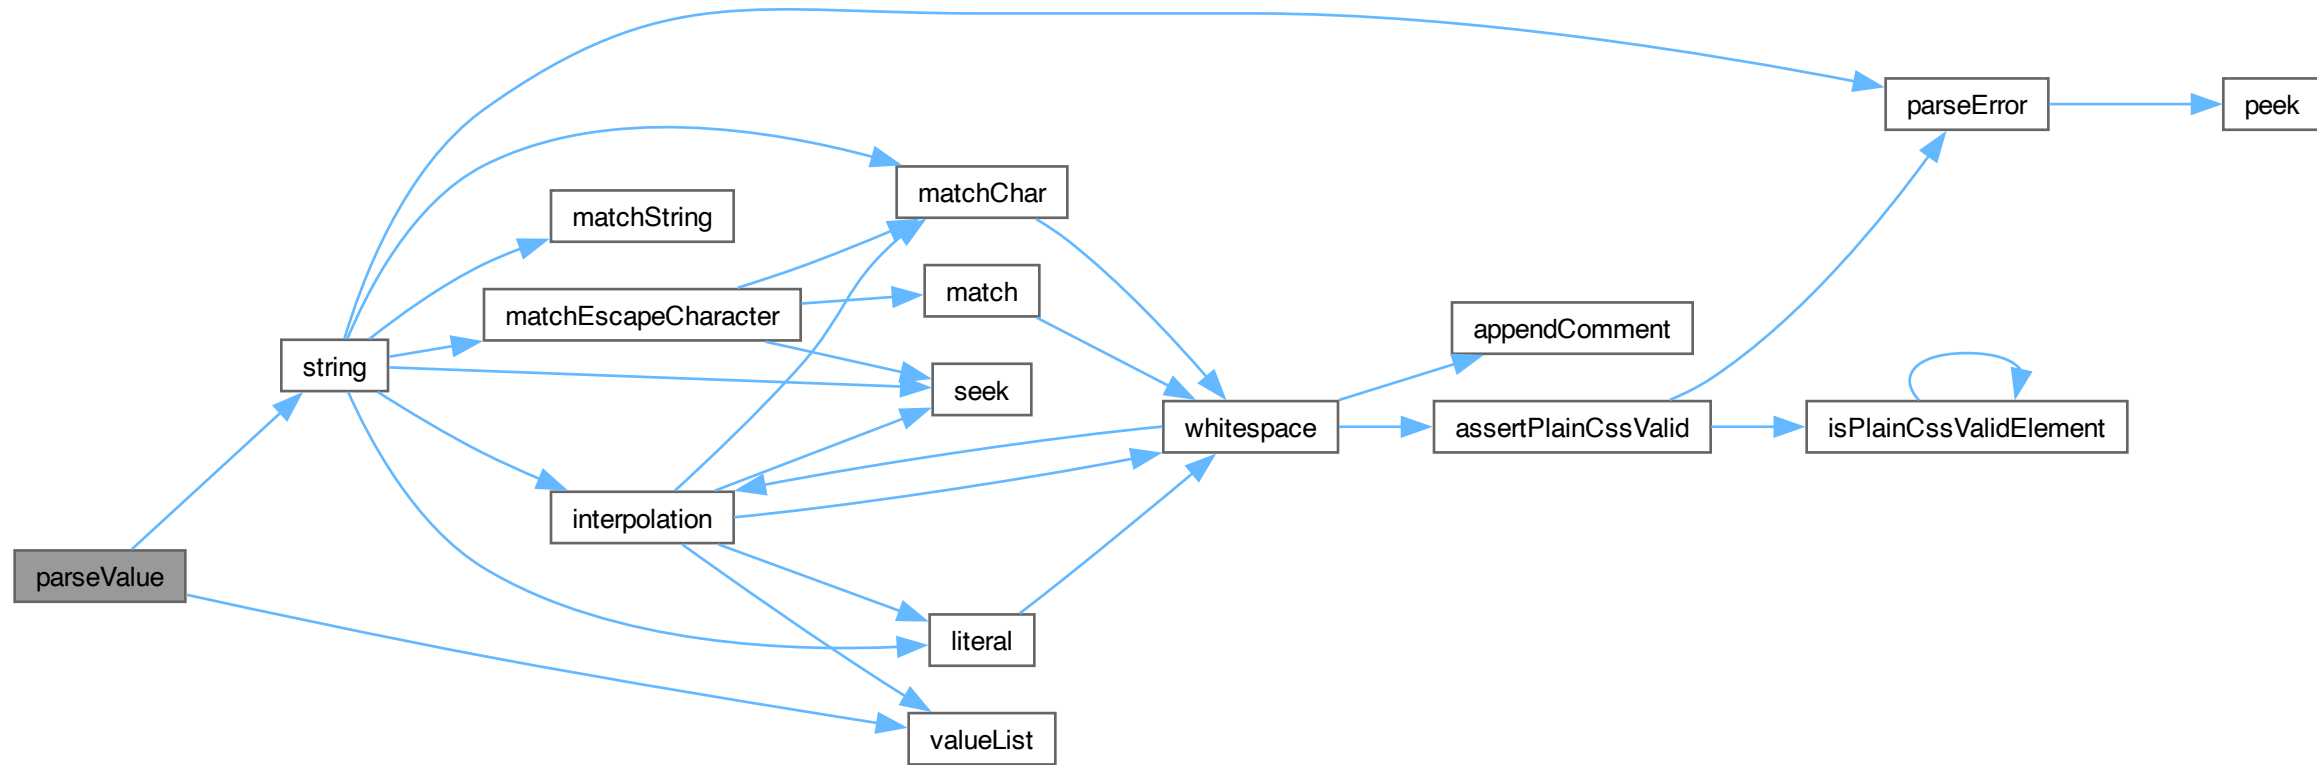 parseError
peek
matchChar
matchString
match
matchEscapeCharacter
appendComment
string
seek
whitespace
assertPlainCssValid
isPlainCssValidElement
interpolation
parseValue
literal
valueList